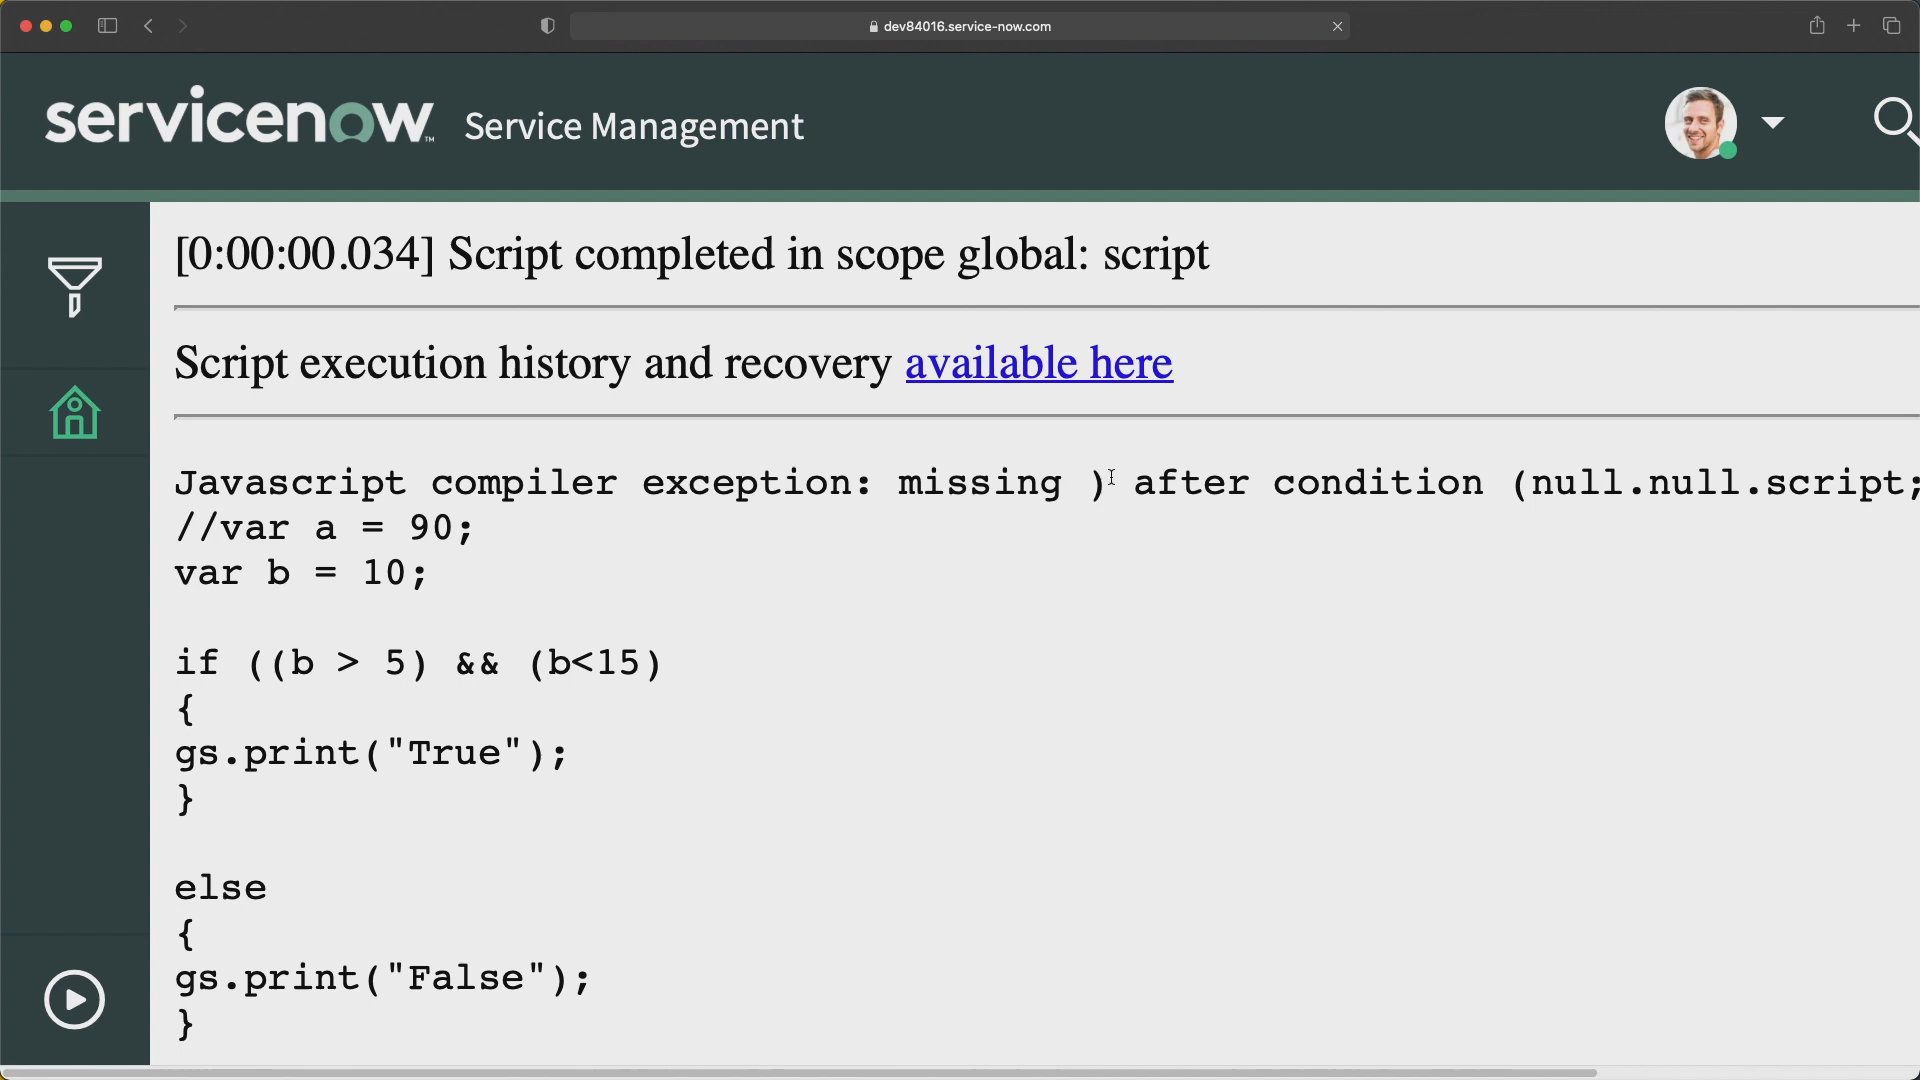 dev84016.service-now.com
servicenow™ Service Management
[0:00:00.034] Script completed in scope global: script
Script execution history and recovery available here
Javascript compiler exception: missing ) after condition (null.null.script;
//var a = 90;
var b = 10;
if ((b > 5) && (b<15)
{
gs.print("True");
}
else
{
gs.print("False");
}